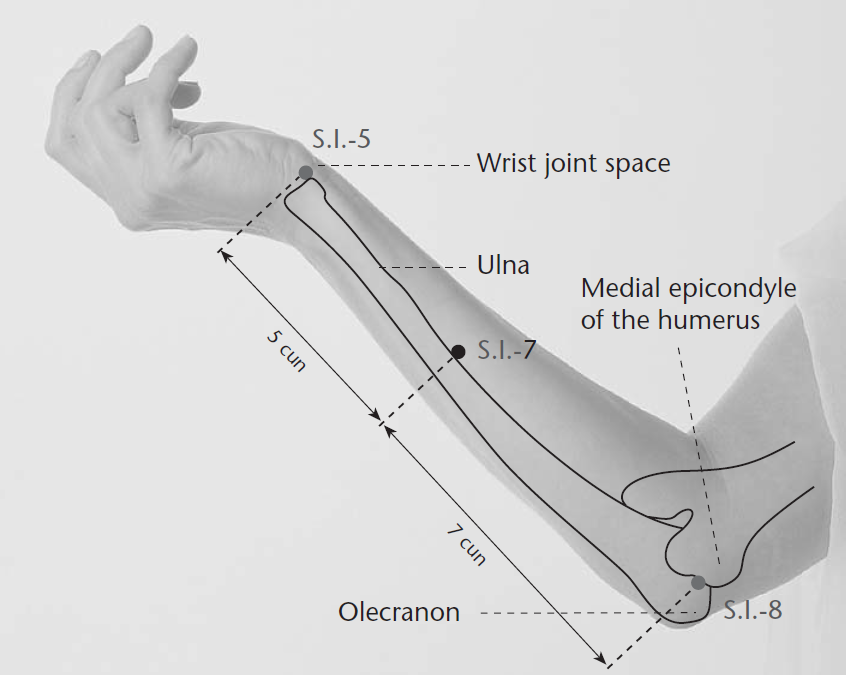 S.I.-5
Wrist joint space
Ulna
Medial epicondyle
of the humerus
5 cun
S.I.-7
7 cun
Olecranon
S.I.-8